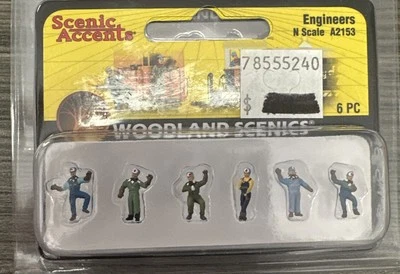 Scenic
Accents®
Engineers
N Scale A2153
78555240
$
6 PC
WOODLAND SCENICS®